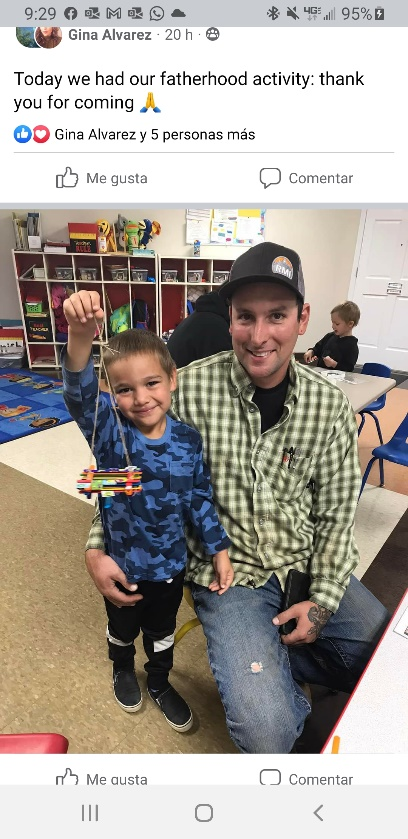 9:29
4GE
95%
Gina Alvarez · 20 h ·
Today we had our fatherhood activity: thank
you for coming 🙏
Gina Alvarez y 5 personas más
Me gusta
Comentar
RMI
Me gusta
Comentar